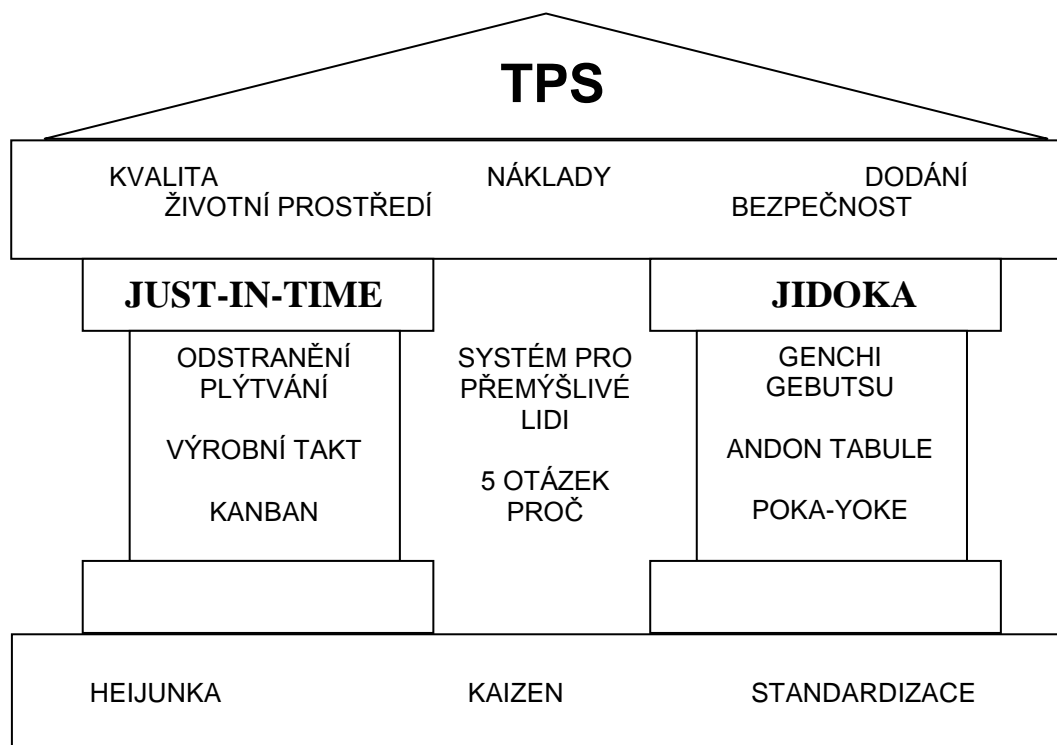 TPS
KVALITA NÁKLADY DODÁNÍ
ŽIVOTNÍ PROSTŘEDÍ BEZPEČNOST
JUST-IN-TIME
ODSTRANĚNÍ
PLÝTVÁNÍ
VÝROBNÍ TAKT
KANBAN
SYSTÉM PRO
PŘEMÝŠLIVÉ
LIDI
5 OTÁZEK
PROČ
JIDOKA
GENCHI
GEBUTSU
ANDON TABULE
POKA-YOKE
HEIJUNKA KAIZEN STANDARDIZACE